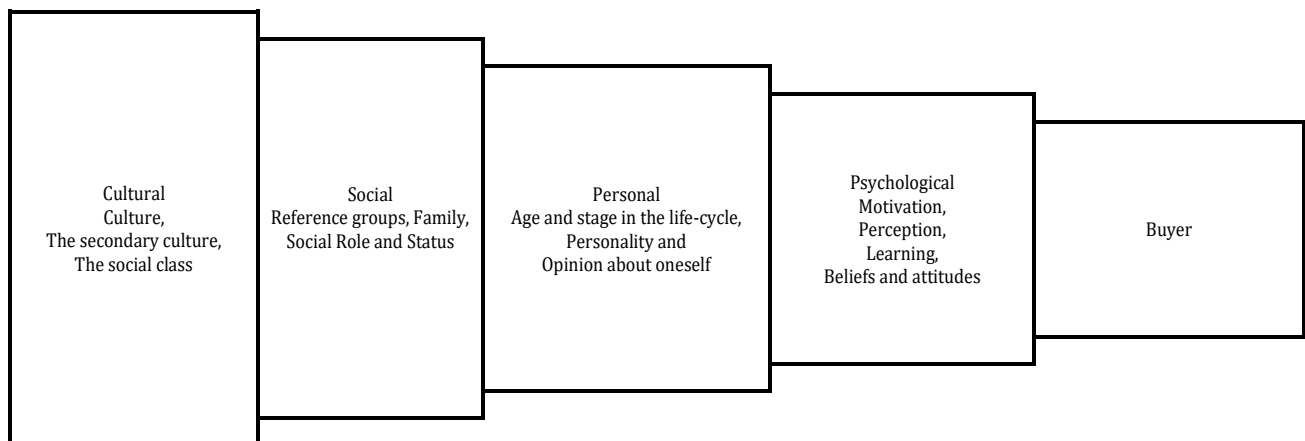 Cultural
Culture,
The secondary culture,
The social class
Social
Reference groups, Family,
Social Role and Status
Personal
Age and stage in the life-cycle,
Personality and
Opinion about oneself
Psychological
Motivation,
Perception,
Learning,
Beliefs and attitudes
Buyer